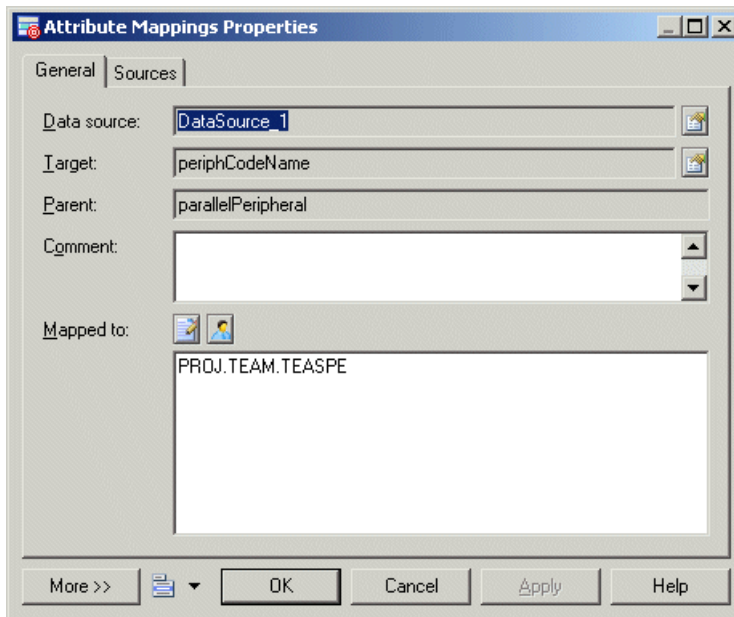 Attribute Mappings Properties
General Sources
Data source: DataSource_1
Target: periphCodeName
Parent: parallelPeripheral
Comment:
Mapped to:
PROJ.TEAM.TEASPE
More >> OK Cancel Apply Help